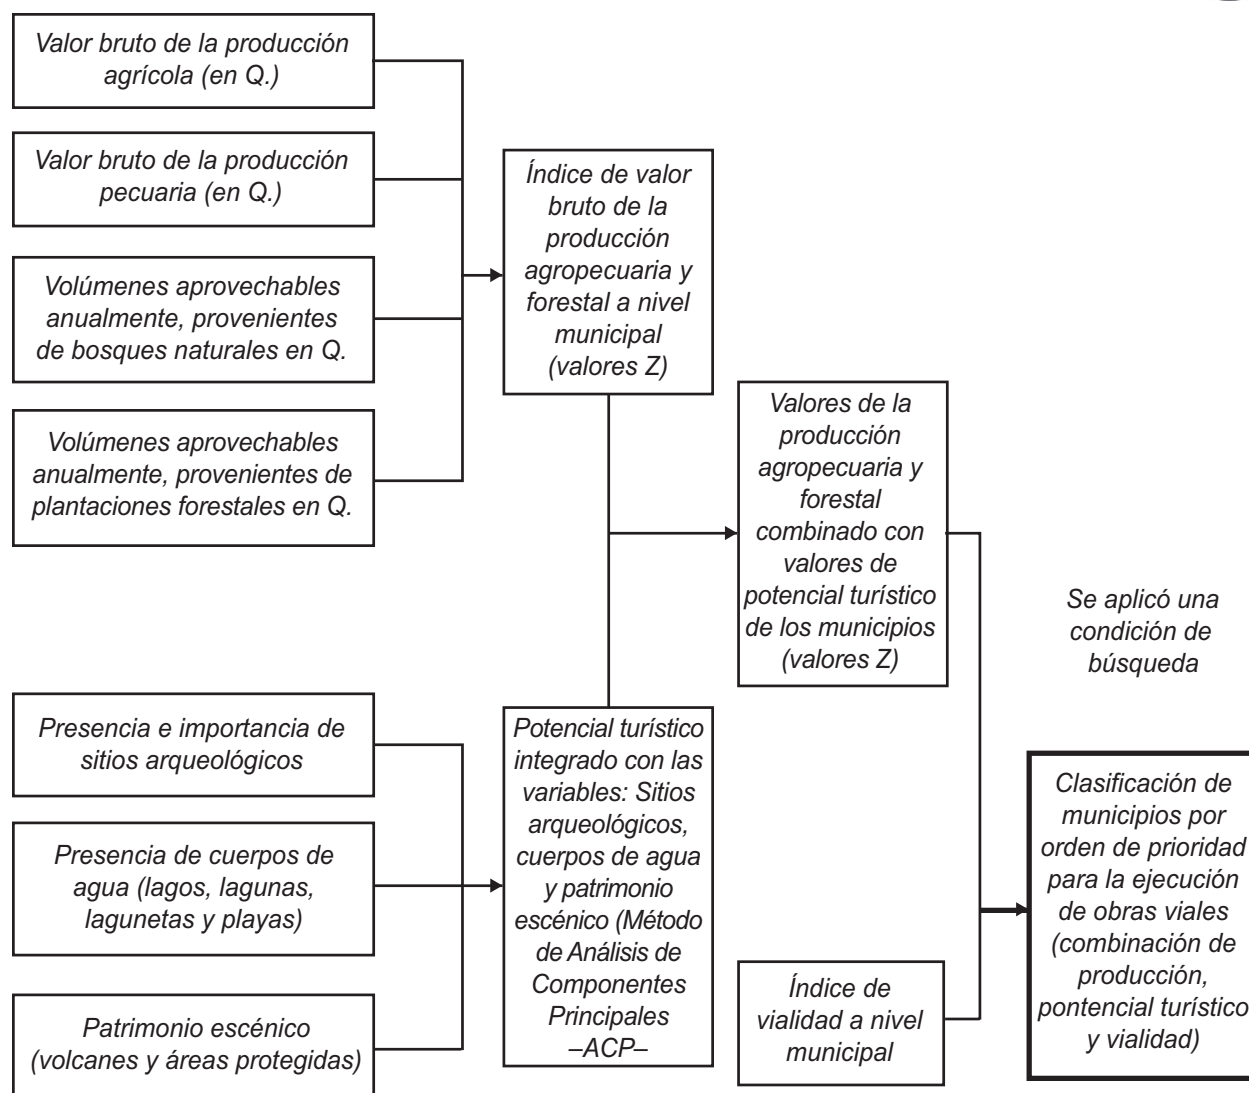 Valor bruto de la producción
agrícola (en Q.)
Valor bruto de la producción
pecuaria (en Q.)
Volúmenes aprovechables
anualmente, provenientes
de bosques naturales en Q.
Volúmenes aprovechables
anualmente, provenientes de
plantaciones forestales en Q.
Índice de valor
bruto de la
producción
agropecuaria y
forestal a nivel
municipal
(valores Z)
Valores de la
producción
agropecuaria y
forestal
combinado con
valores de
potencial turístico
de los municipios
(valores Z)
Se aplicó una
condición de
búsqueda
Presencia e importancia de
sitios arqueológicos
Presencia de cuerpos de
agua (lagos, lagunas,
lagunetas y playas)
Patrimonio escénico
(volcanes y áreas protegidas)
Potencial turístico
integrado con las
variables: Sitios
arqueológicos,
cuerpos de agua
y patrimonio
escénico (Método
de Análisis de
Componentes
Principales
–ACP–
Índice de
vialidad a nivel
municipal
Clasificación de
municipios por
orden de prioridad
para la ejecución
de obras viales
(combinación de
producción,
pontencial turístico
y vialidad)